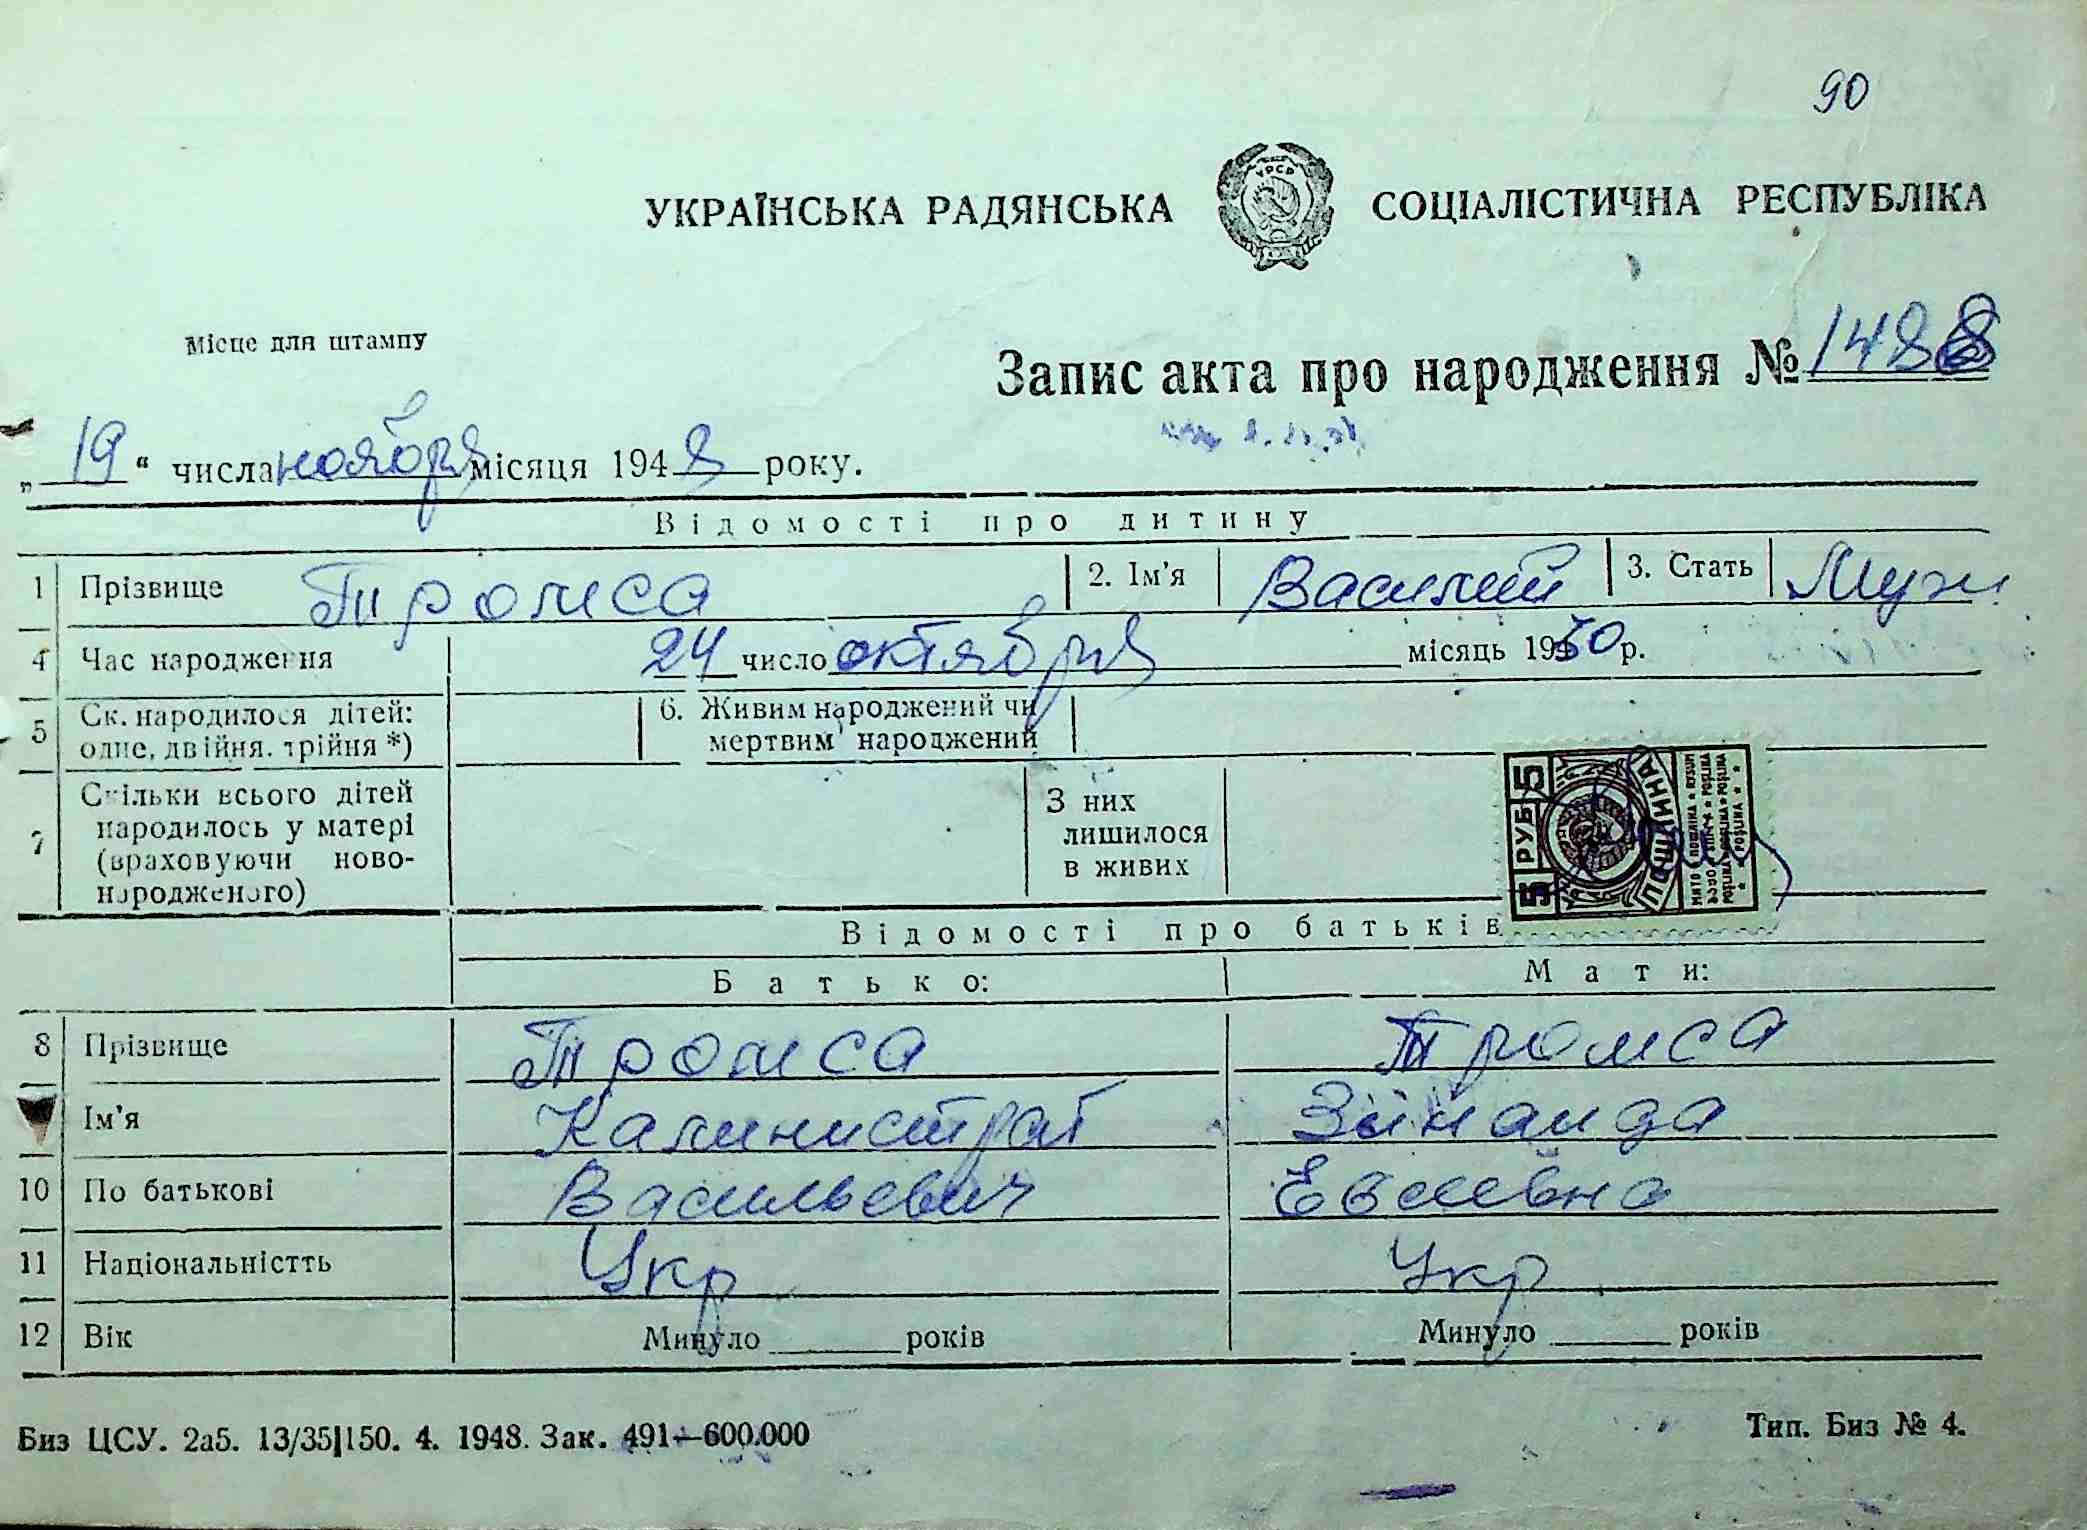 90
УКРАЇНСЬКА РАДЯНСЬКА СОЦІАЛІСТИЧНА РЕСПУБЛІКА
УРСР
Місце для штампу
Запис акта про народження № 1488
„19“ числа ноября місяця 1948 року.
Відомості про дитину
1 Прізвище Тромса 2. Ім'я Василий 3. Стать Муж
4 Час народження 24 число октября місяць 1930 р.
5 Ск. народилося дітей: одне, двійня, трійня *) 6. Живим народжений чи мертвим народжений
7 Скільки всього дітей народилось у матері (враховуючи новонародженого) З них лишилося в живих
5 РУБ 5
МИТО
Відомості про батьків
Батько: Мати:
8 Прізвище Тромса Тромса
Ім'я Калинистрат Зинаида
10 По батькові Васильевич Евсеевна
11 Національністть Укр Укр
12 Вік Минуло років Минуло років
Биз ЦСУ. 2а5. 13/35|150. 4. 1948. Зак. 491—600.000 Тип. Биз № 4.